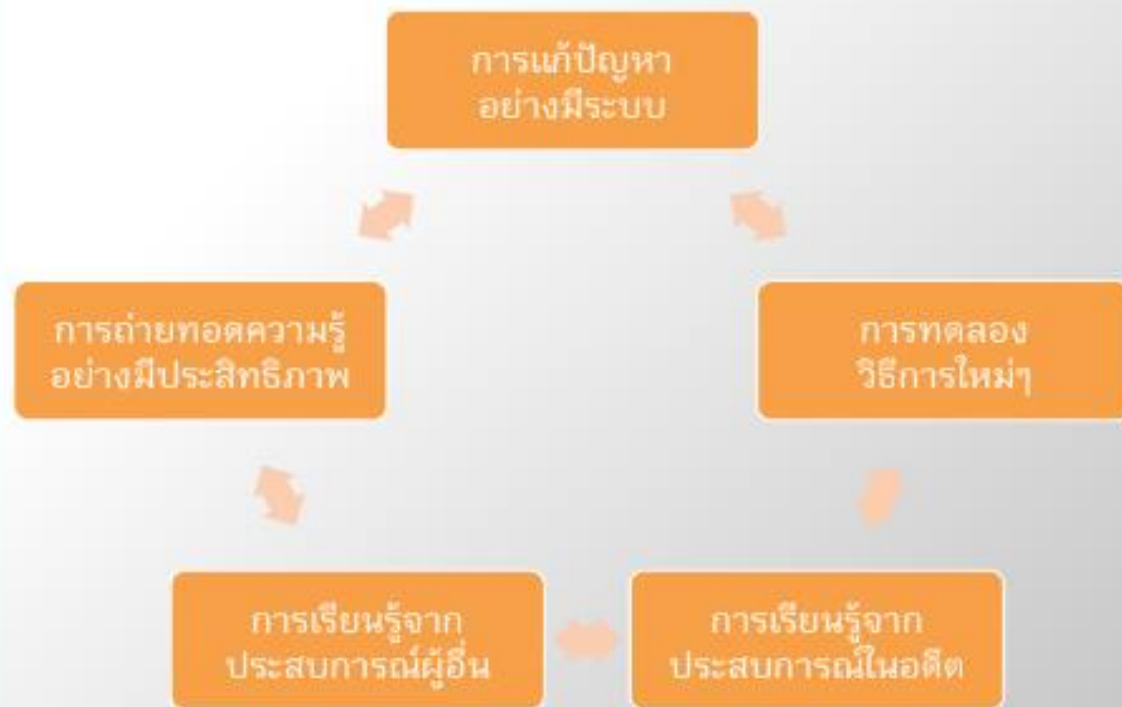 การแก้ปัญหา
อย่างมีระบบ
การถ่ายทอดความรู้
อย่างมีประสิทธิภาพ
การทดลอง
วิธีการใหม่ๆ
การเรียนรู้จาก
ประสบการณ์ผู้อื่น
การเรียนรู้จาก
ประสบการณ์ในอดีต